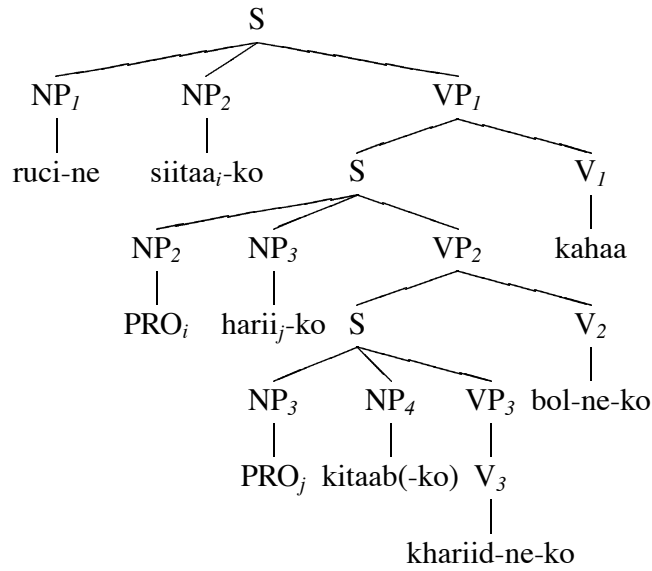 S
NP₁ NP₂ VP₁
ruci-ne siitaaᵢ-ko S V₁
NP₂ NP₃ VP₂ kahaa
PROᵢ hariiⱼ-ko S V₂
NP₃ NP₄ VP₃ bol-ne-ko
PROⱼ kitaab(-ko) V₃
khariid-ne-ko